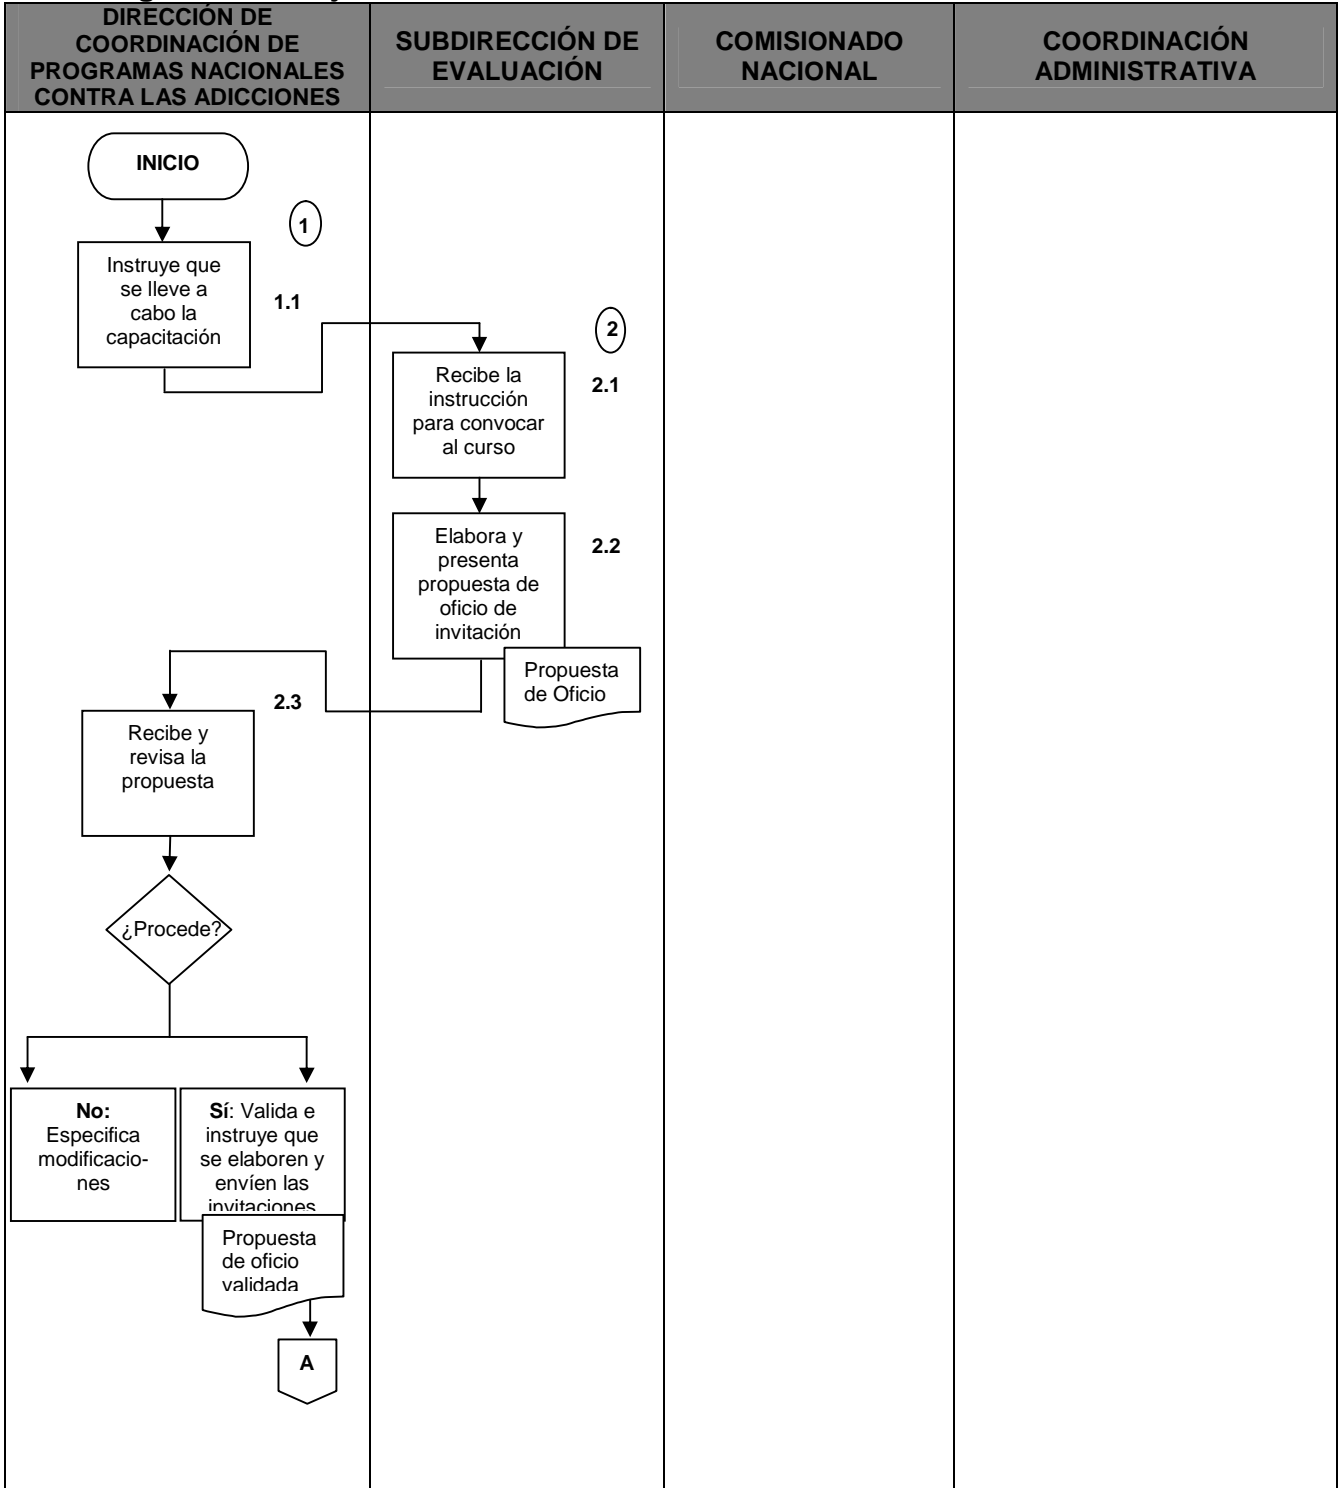 DIRECCIÓN DE
COORDINACIÓN DE
PROGRAMAS NACIONALES
CONTRA LAS ADICCIONES
SUBDIRECCIÓN DE
EVALUACIÓN
COMISIONADO
NACIONAL
COORDINACIÓN
ADMINISTRATIVA
INICIO
1
Instruye que
se lleve a
cabo la
capacitación
1.1
2
Recibe la
instrucción
para convocar
al curso
2.1
Elabora y
presenta
propuesta de
oficio de
invitación
2.2
Propuesta
de Oficio
2.3
Recibe y
revisa la
propuesta
¿Procede?
No:
Especifica
modificacio-
nes
Sí: Valida e
instruye que
se elaboren y
envíen las
invitaciones
Propuesta
de oficio
validada
A